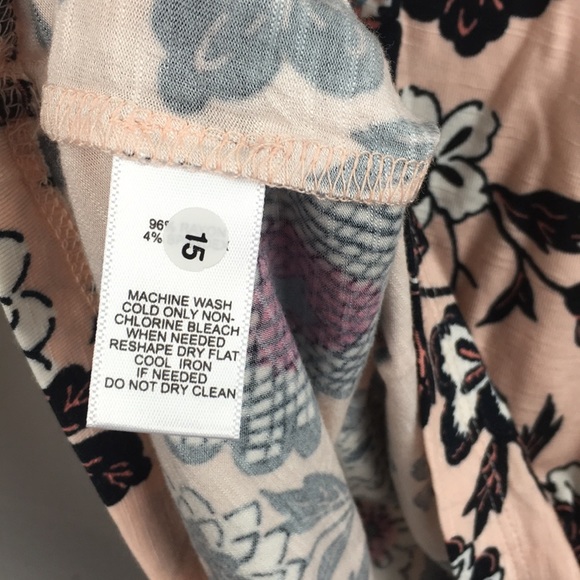 96%
4%
15
MACHINE WASH
COLD ONLY NON-
CHLORINE BLEACH
WHEN NEEDED
RESHAPE DRY FLAT
COOL IRON
IF NEEDED
DO NOT DRY CLEAN